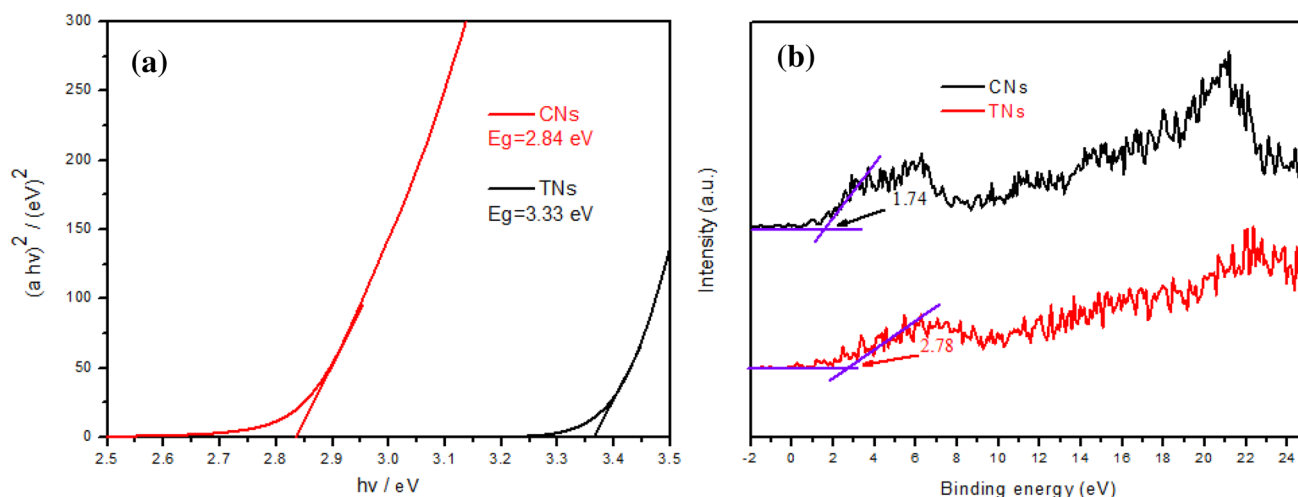 (a)
300
250
200
150
100
50
0
(a hv)² / (eV)²
CNs
Eg=2.84 eV
TNs
Eg=3.33 eV
2.5 2.6 2.7 2.8 2.9 3.0 3.1 3.2 3.3 3.4 3.5
hv / eV
(b)
CNs
TNs
1.74
2.78
Intensity (a.u.)
-2 0 2 4 6 8 10 12 14 16 18 20 22 24
Binding energy (eV)